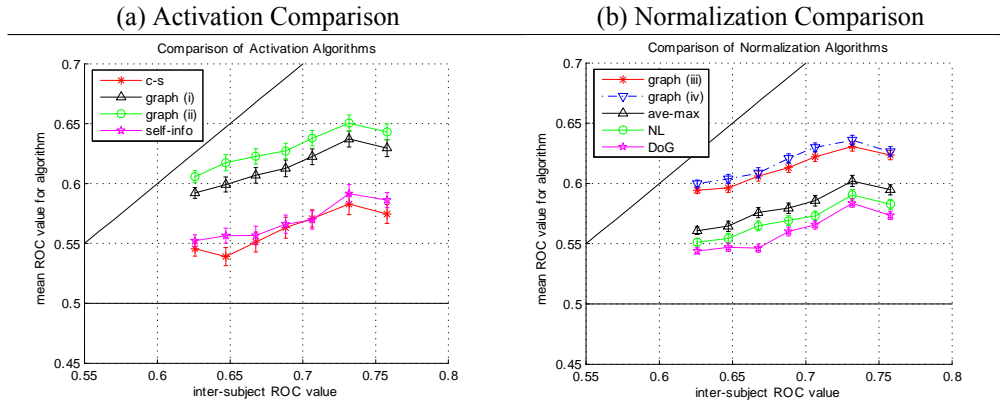 (a) Activation Comparison
Comparison of Activation Algorithms
0.7
0.65
0.6
0.55
0.5
0.45
mean ROC value for algorithm
c-s
graph (i)
graph (ii)
self-info
0.55 0.6 0.65 0.7 0.75 0.8
inter-subject ROC value
(b) Normalization Comparison
Comparison of Normalization Algorithms
0.7
0.65
0.6
0.55
0.5
0.45
mean ROC value for algorithm
graph (iii)
graph (iv)
ave-max
NL
DoG
0.55 0.6 0.65 0.7 0.75 0.8
inter-subject ROC value